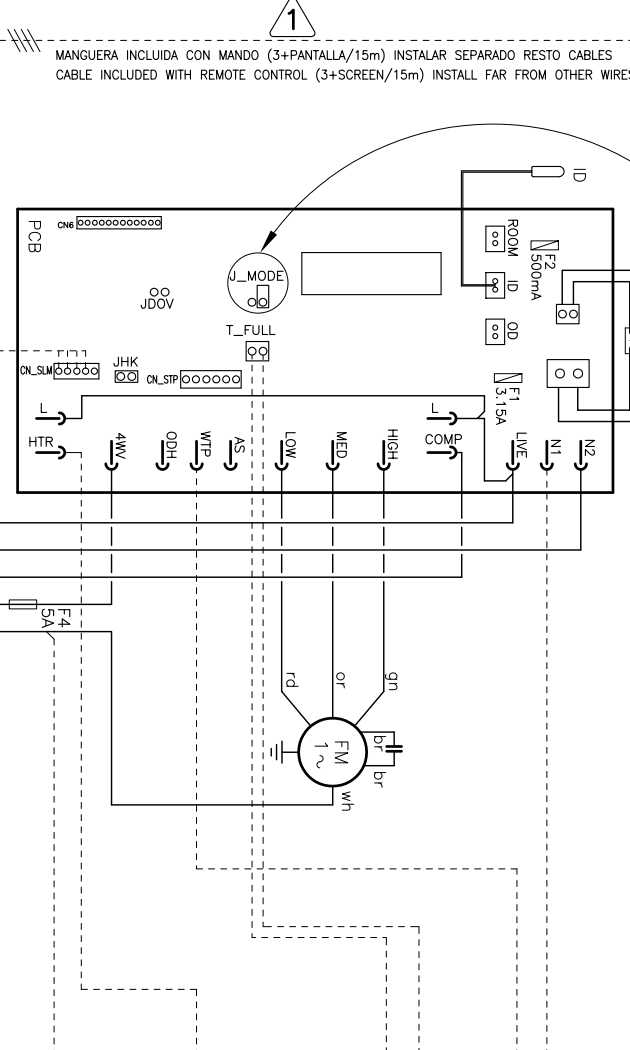 1
MANGUERA INCLUIDA CON MANDO (3+PANTALLA/15m) INSTALAR SEPARADO RESTO CABLES
CABLE INCLUDED WITH REMOTE CONTROL (3+SCREEN/15m) INSTALL FAR FROM OTHER WIRES
ID
PCB
CN6
ROOM
F2
500mA
J_MODE
ID
JDOV
T_FULL
OD
JHK
CN_SLM
CN_STP
F1
3.15A
L
L
HTR
4WV
ODH
WTP
AS
LOW
MED
HIGH
COMP
LIVE
N1
N2
F4
5A
rd
or
gn
FM
1~
br
br
wh